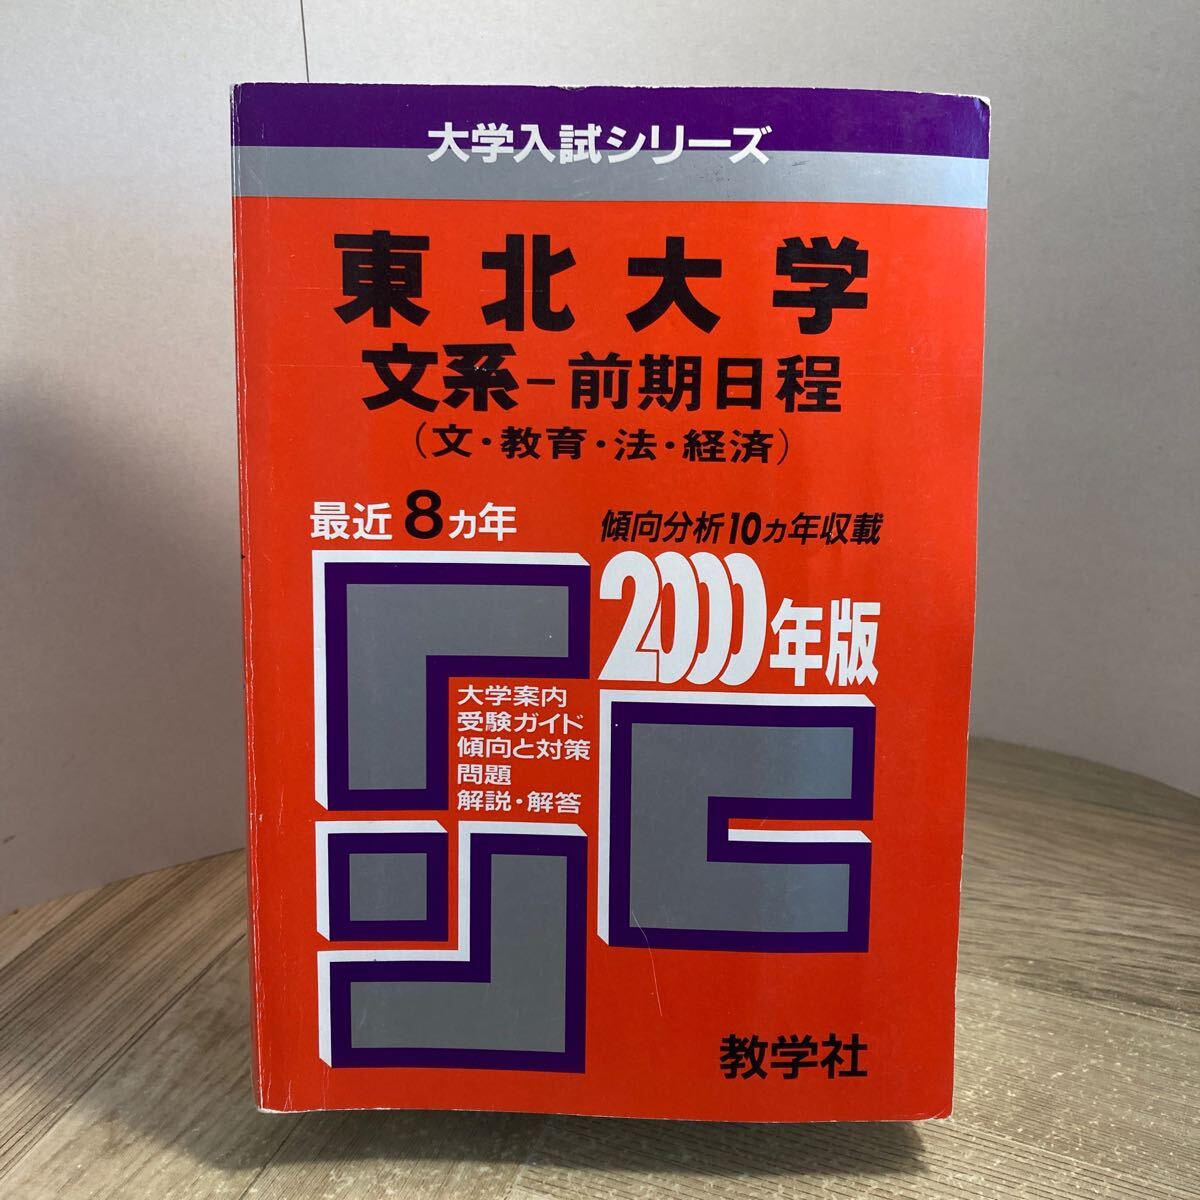 大学入試シリーズ
東北大学
文系－前期日程
（文・教育・法・経済）
最近8ヵ年
傾向分析10ヵ年収載
2000年版
大学案内
受験ガイド
傾向と対策
問題
解説・解答
教学社